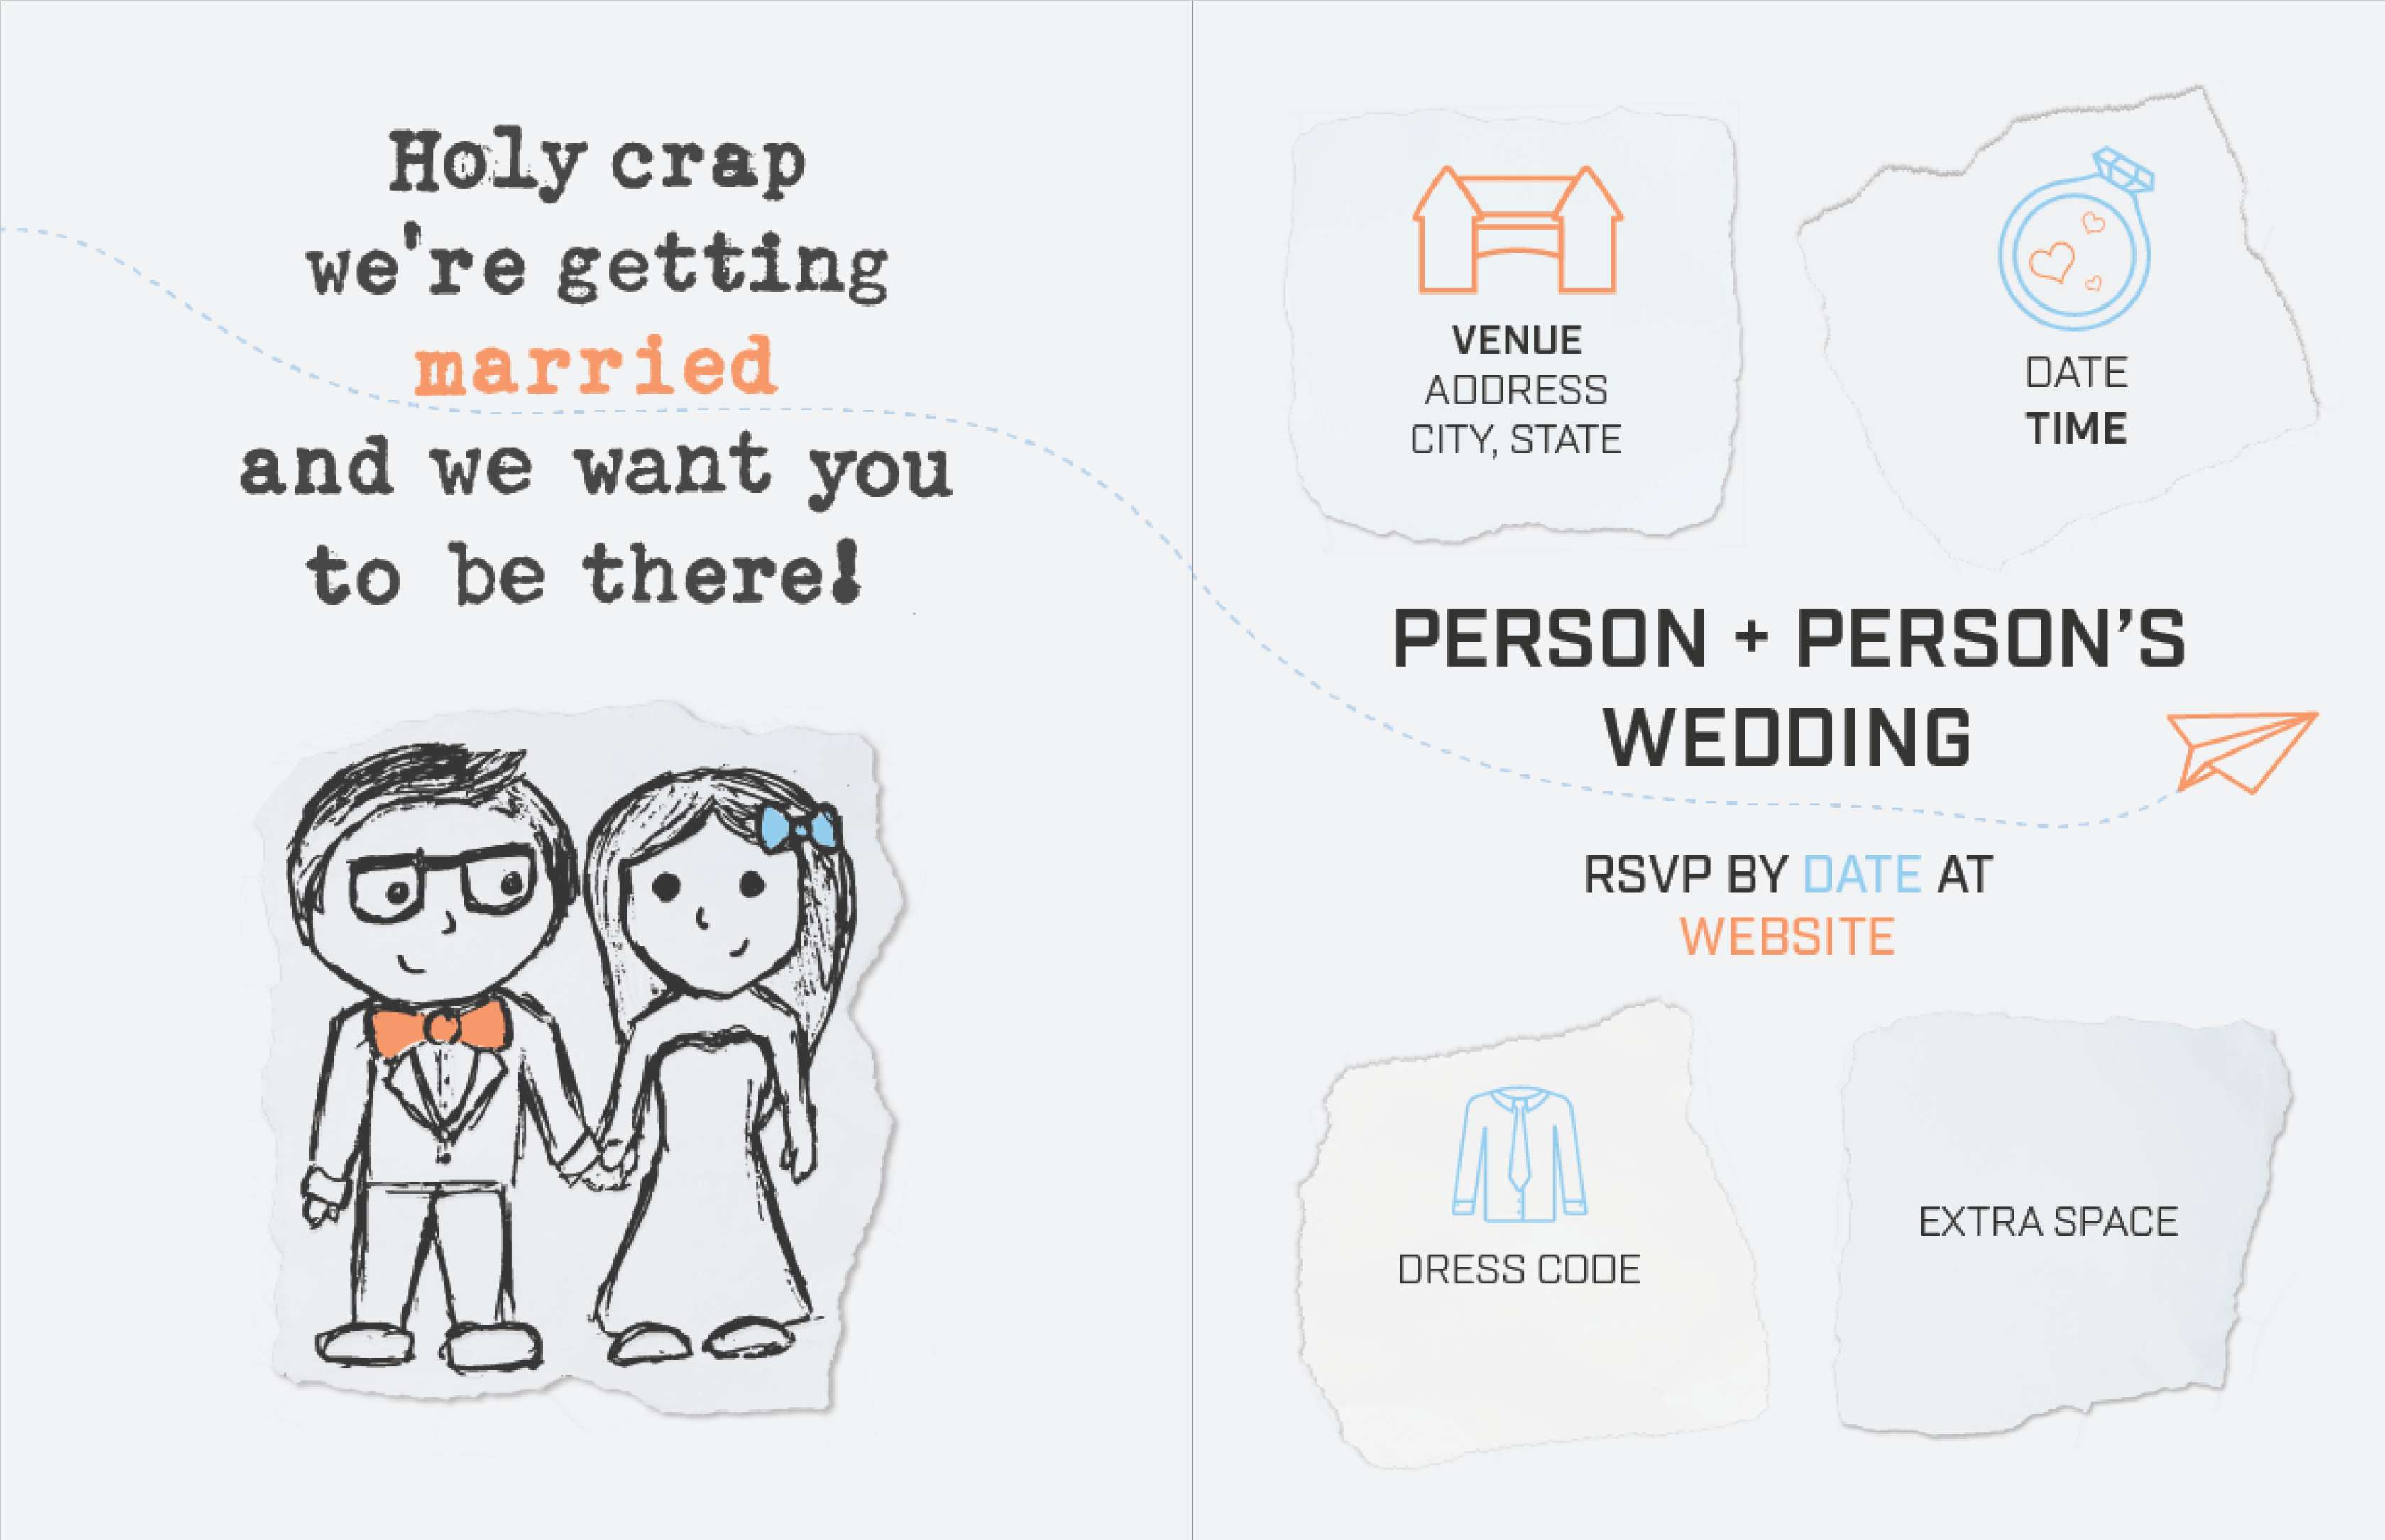 Holy crap
we're getting
married
and we want you
to be there!
VENUE
ADDRESS
CITY, STATE
DATE
TIME
PERSON + PERSON’S
WEDDING
RSVP BY DATE AT
WEBSITE
DRESS CODE
EXTRA SPACE